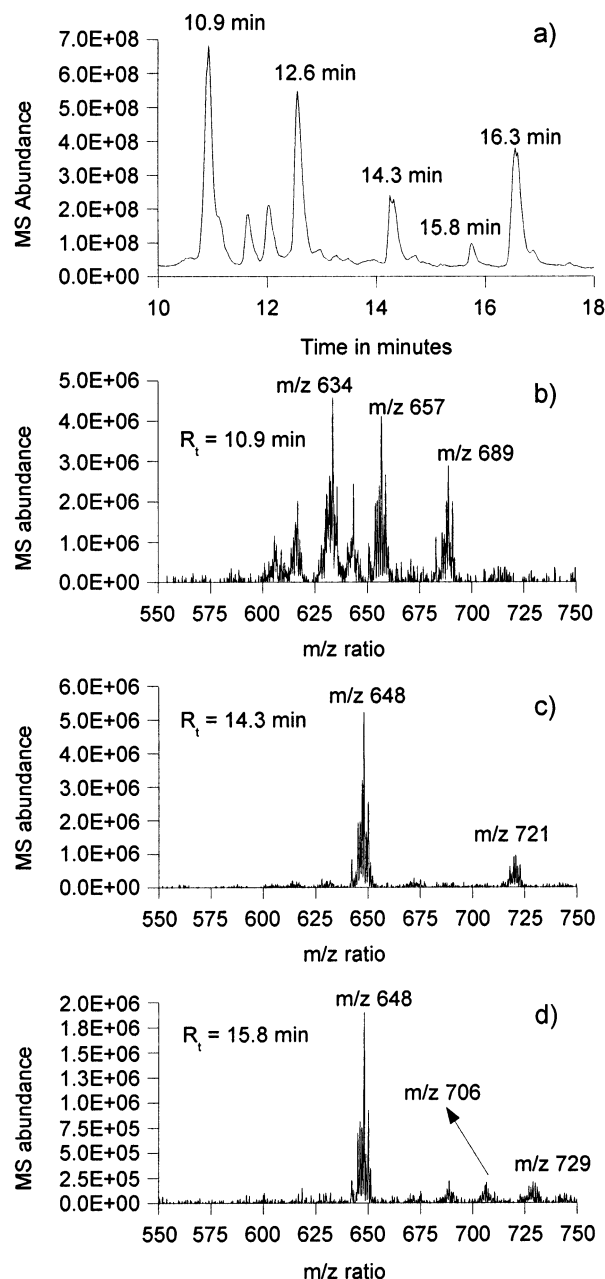 a)
10.9 min
12.6 min
14.3 min
15.8 min
16.3 min
MS Abundance
7.0E+08
6.0E+08
5.0E+08
4.0E+08
3.0E+08
2.0E+08
1.0E+08
0.0E+00
10 12 14 16 18
Time in minutes
b)
m/z 634
m/z 657
m/z 689
Rt = 10.9 min
MS abundance
5.0E+06
4.0E+06
3.0E+06
2.0E+06
1.0E+06
0.0E+00
550 575 600 625 650 675 700 725 750
m/z ratio
c)
m/z 648
Rt = 14.3 min
m/z 721
MS abundance
6.0E+06
5.0E+06
4.0E+06
3.0E+06
2.0E+06
1.0E+06
0.0E+00
550 575 600 625 650 675 700 725 750
m/z ratio
d)
m/z 648
Rt = 15.8 min
m/z 706
m/z 729
MS abundance
2.0E+06
1.8E+06
1.5E+06
1.3E+06
1.0E+06
7.5E+05
5.0E+05
2.5E+05
0.0E+00
550 575 600 625 650 675 700 725 750
m/z ratio